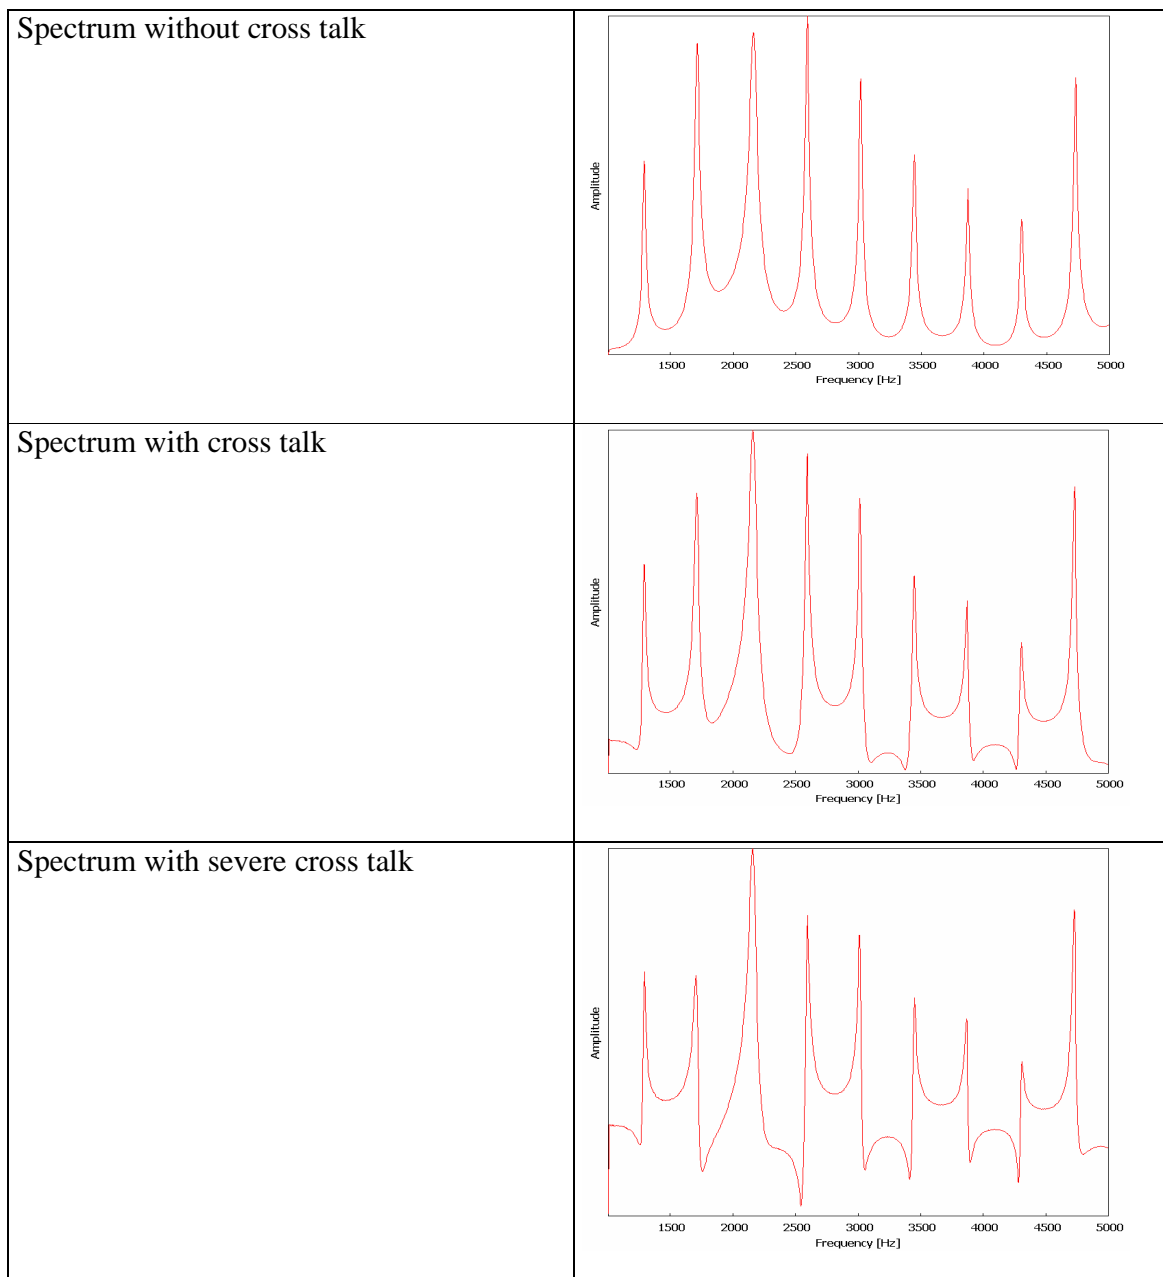 Spectrum without cross talk
Amplitude
1500 2000 2500 3000 3500 4000 4500 5000
Frequency [Hz]
Spectrum with cross talk
Amplitude
1500 2000 2500 3000 3500 4000 4500 5000
Frequency [Hz]
Spectrum with severe cross talk
Amplitude
1500 2000 2500 3000 3500 4000 4500 5000
Frequency [Hz]